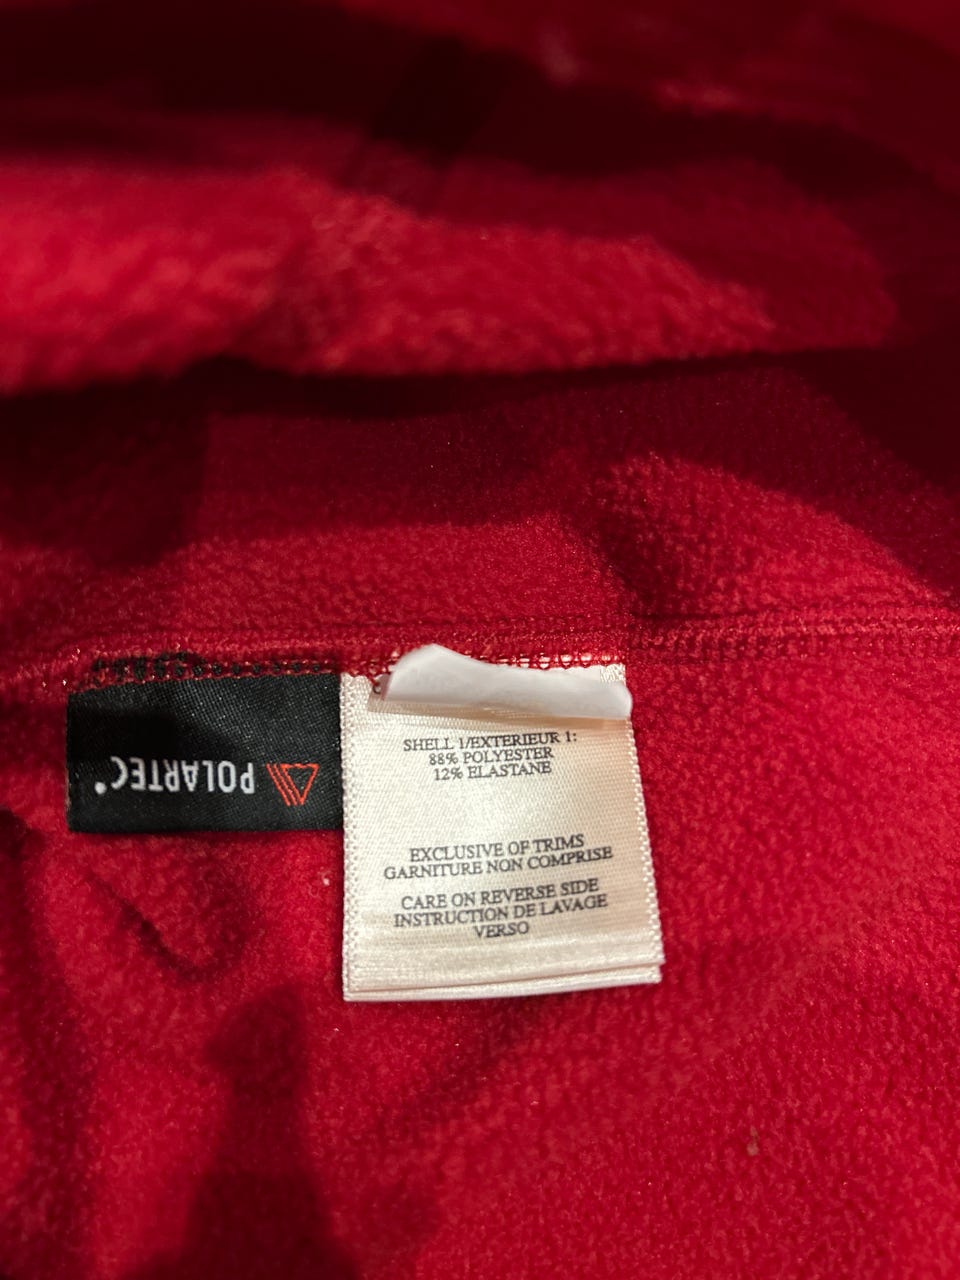 POLARTEC®
SHELL 1/EXTERIEUR 1:
88% POLYESTER
12% ELASTANE
EXCLUSIVE OF TRIMS
GARNITURE NON COMPRISE
CARE ON REVERSE SIDE
INSTRUCTION DE LAVAGE
VERSO